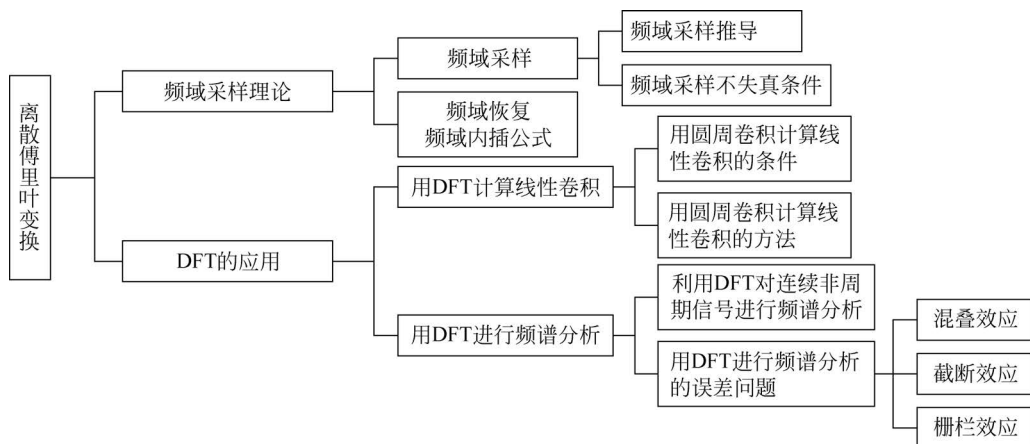 离散傅里叶变换
频域采样理论
频域采样
频域采样推导
频域采样不失真条件
频域恢复
频域内插公式
DFT的应用
用DFT计算线性卷积
用圆周卷积计算线
性卷积的条件
用圆周卷积计算线
性卷积的方法
用DFT进行频谱分析
利用DFT对连续非周
期信号进行频谱分析
用DFT进行频谱分析
的误差问题
混叠效应
截断效应
栅栏效应